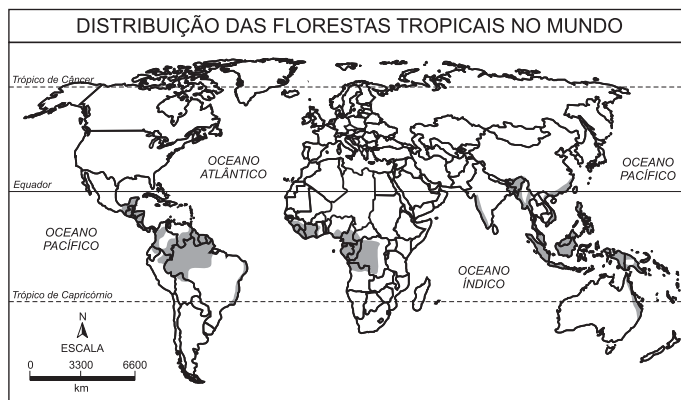 DISTRIBUIÇÃO DAS FLORESTAS TROPICAIS NO MUNDO
Trópico de Câncer
OCEANO
ATLÂNTICO
OCEANO
PACÍFICO
Equador
OCEANO
PACÍFICO
OCEANO
ÍNDICO
Trópico de Capricórnio
N
ESCALA
0 3300 6600
km